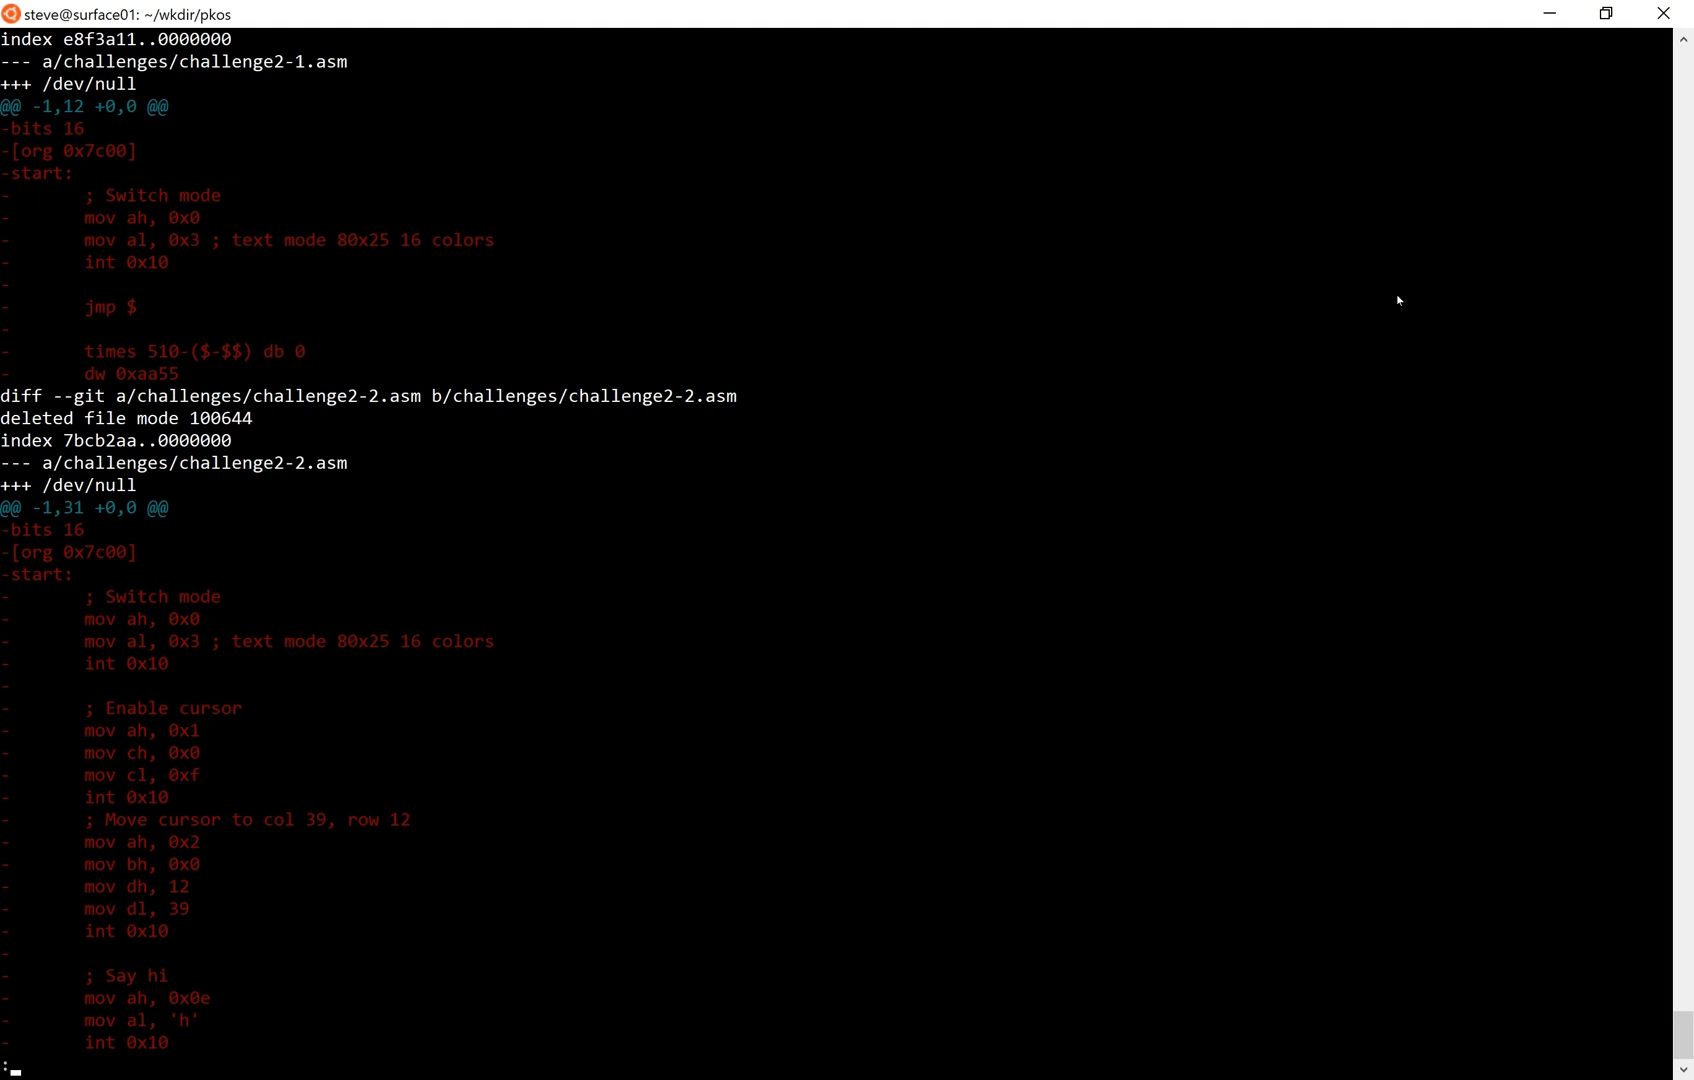 steve@surface01: ~/wkdir/pkos
index e8f3a11..0000000
--- a/challenges/challenge2-1.asm
+++ /dev/null
@@ -1,12 +0,0 @@
-bits 16
-[org 0x7c00]
-start:
-       ; Switch mode
-       mov ah, 0x0
-       mov al, 0x3 ; text mode 80x25 16 colors
-       int 0x10
-
-       jmp $
-
-       times 510-($-$$) db 0
-       dw 0xaa55
diff --git a/challenges/challenge2-2.asm b/challenges/challenge2-2.asm
deleted file mode 100644
index 7bcb2aa..0000000
--- a/challenges/challenge2-2.asm
+++ /dev/null
@@ -1,31 +0,0 @@
-bits 16
-[org 0x7c00]
-start:
-       ; Switch mode
-       mov ah, 0x0
-       mov al, 0x3 ; text mode 80x25 16 colors
-       int 0x10
-
-       ; Enable cursor
-       mov ah, 0x1
-       mov ch, 0x0
-       mov cl, 0xf
-       int 0x10
-       ; Move cursor to col 39, row 12
-       mov ah, 0x2
-       mov bh, 0x0
-       mov dh, 12
-       mov dl, 39
-       int 0x10
-
-       ; Say hi
-       mov ah, 0x0e
-       mov al, 'h'
-       int 0x10
: